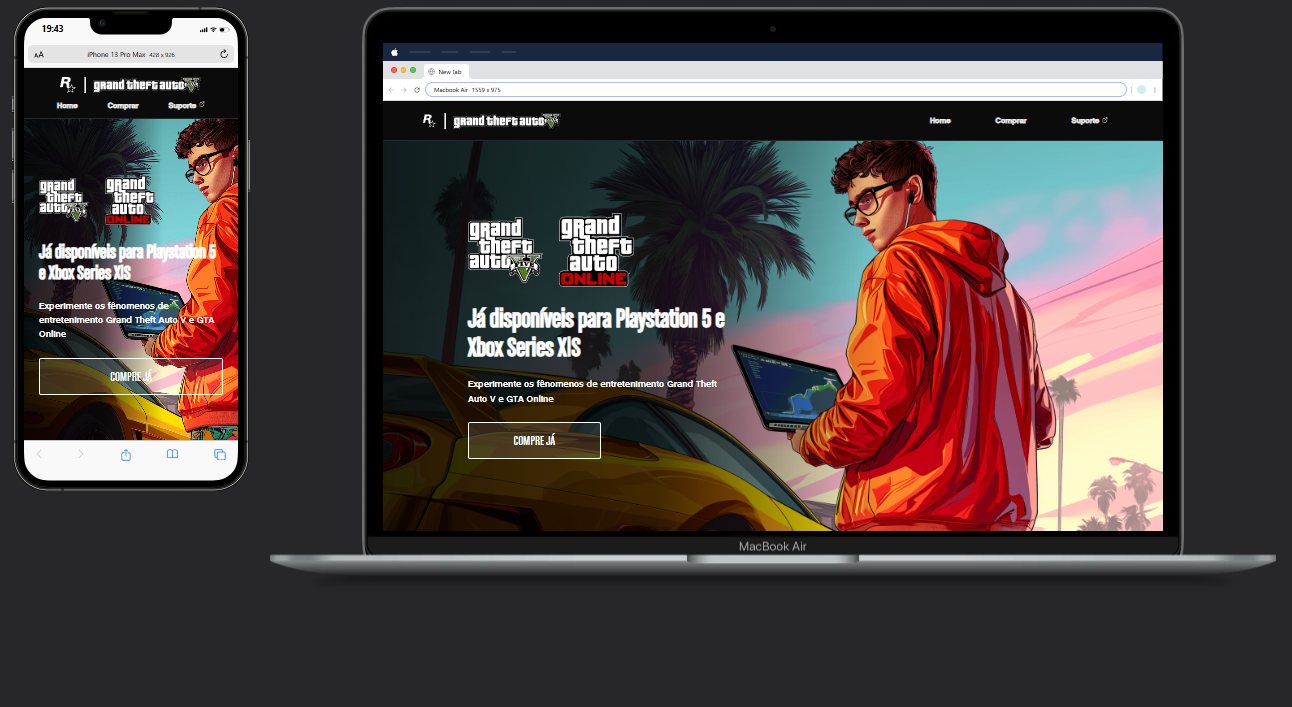 19:43
AA iPhone 13 Pro Max 428 x 926
R | grand theft auto V
Home Comprar Suporte
grand theft auto V
grand theft auto ONLINE
Já disponíveis para Playstation 5
e Xbox Series X|S
Experimente os fênomenos de
entretenimento Grand Theft Auto V e GTA
Online
COMPRE JÁ
New Tab
Macbook Air 1559 x 975
R | grand theft auto V
Home Comprar Suporte
grand
theft
auto V
grand
theft
auto
ONLINE
Já disponíveis para Playstation 5 e
Xbox Series X|S
Experimente os fênomenos de entretenimento Grand Theft
Auto V e GTA Online
COMPRE JÁ
MacBook Air